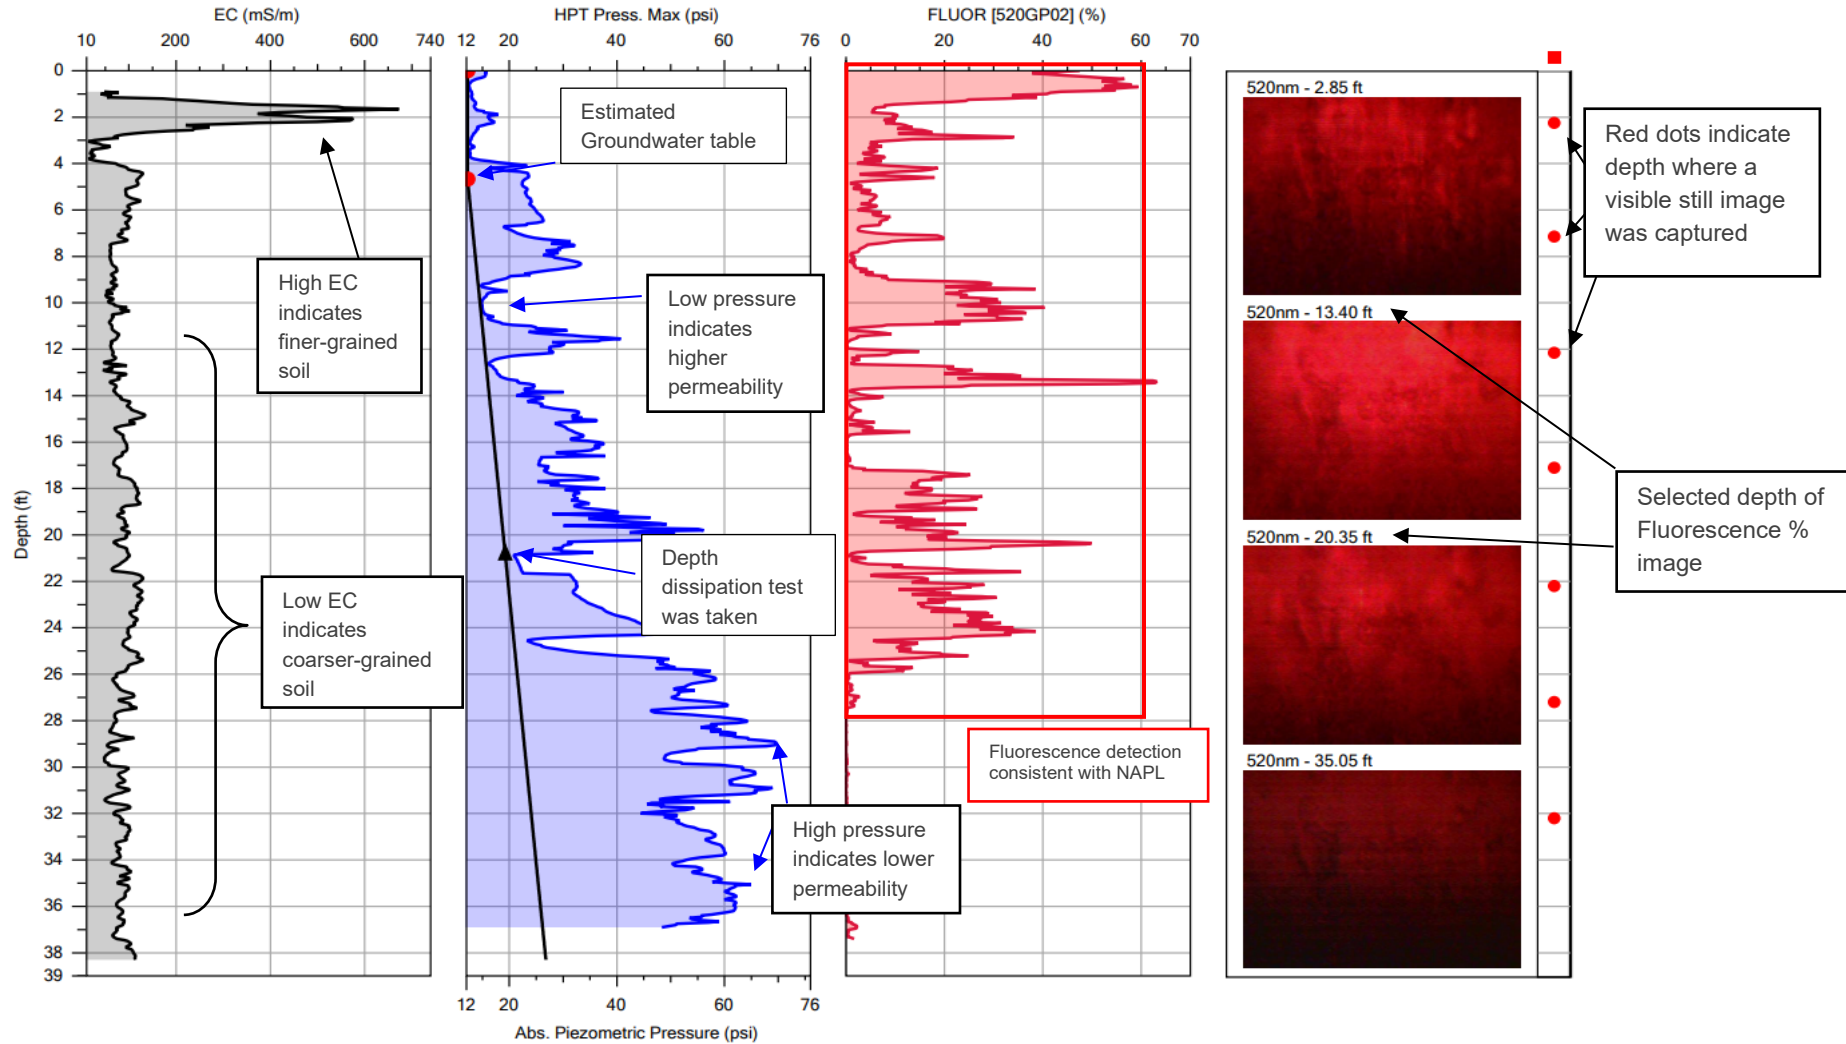 EC (mS/m)
HPT Press. Max (psi)
FLUOR [520GP02] (%)
10 200 400 600 740
12 20 40 60 76
0 20 40 60 70
Depth (ft)
0
2
4
6
8
10
12
14
16
18
20
22
24
26
28
30
32
34
36
38
39
High EC
indicates
finer-grained
soil
Low EC
indicates
coarser-grained
soil
Estimated
Groundwater table
Low pressure
indicates
higher
permeability
Depth
dissipation test
was taken
High pressure
indicates lower
permeability
12 20 40 60 76
Abs. Piezometric Pressure (psi)
Fluorescence detection
consistent with NAPL
520nm - 2.85 ft
520nm - 13.40 ft
520nm - 20.35 ft
520nm - 35.05 ft
Red dots indicate
depth where a
visible still image
was captured
Selected depth of
Fluorescence %
image